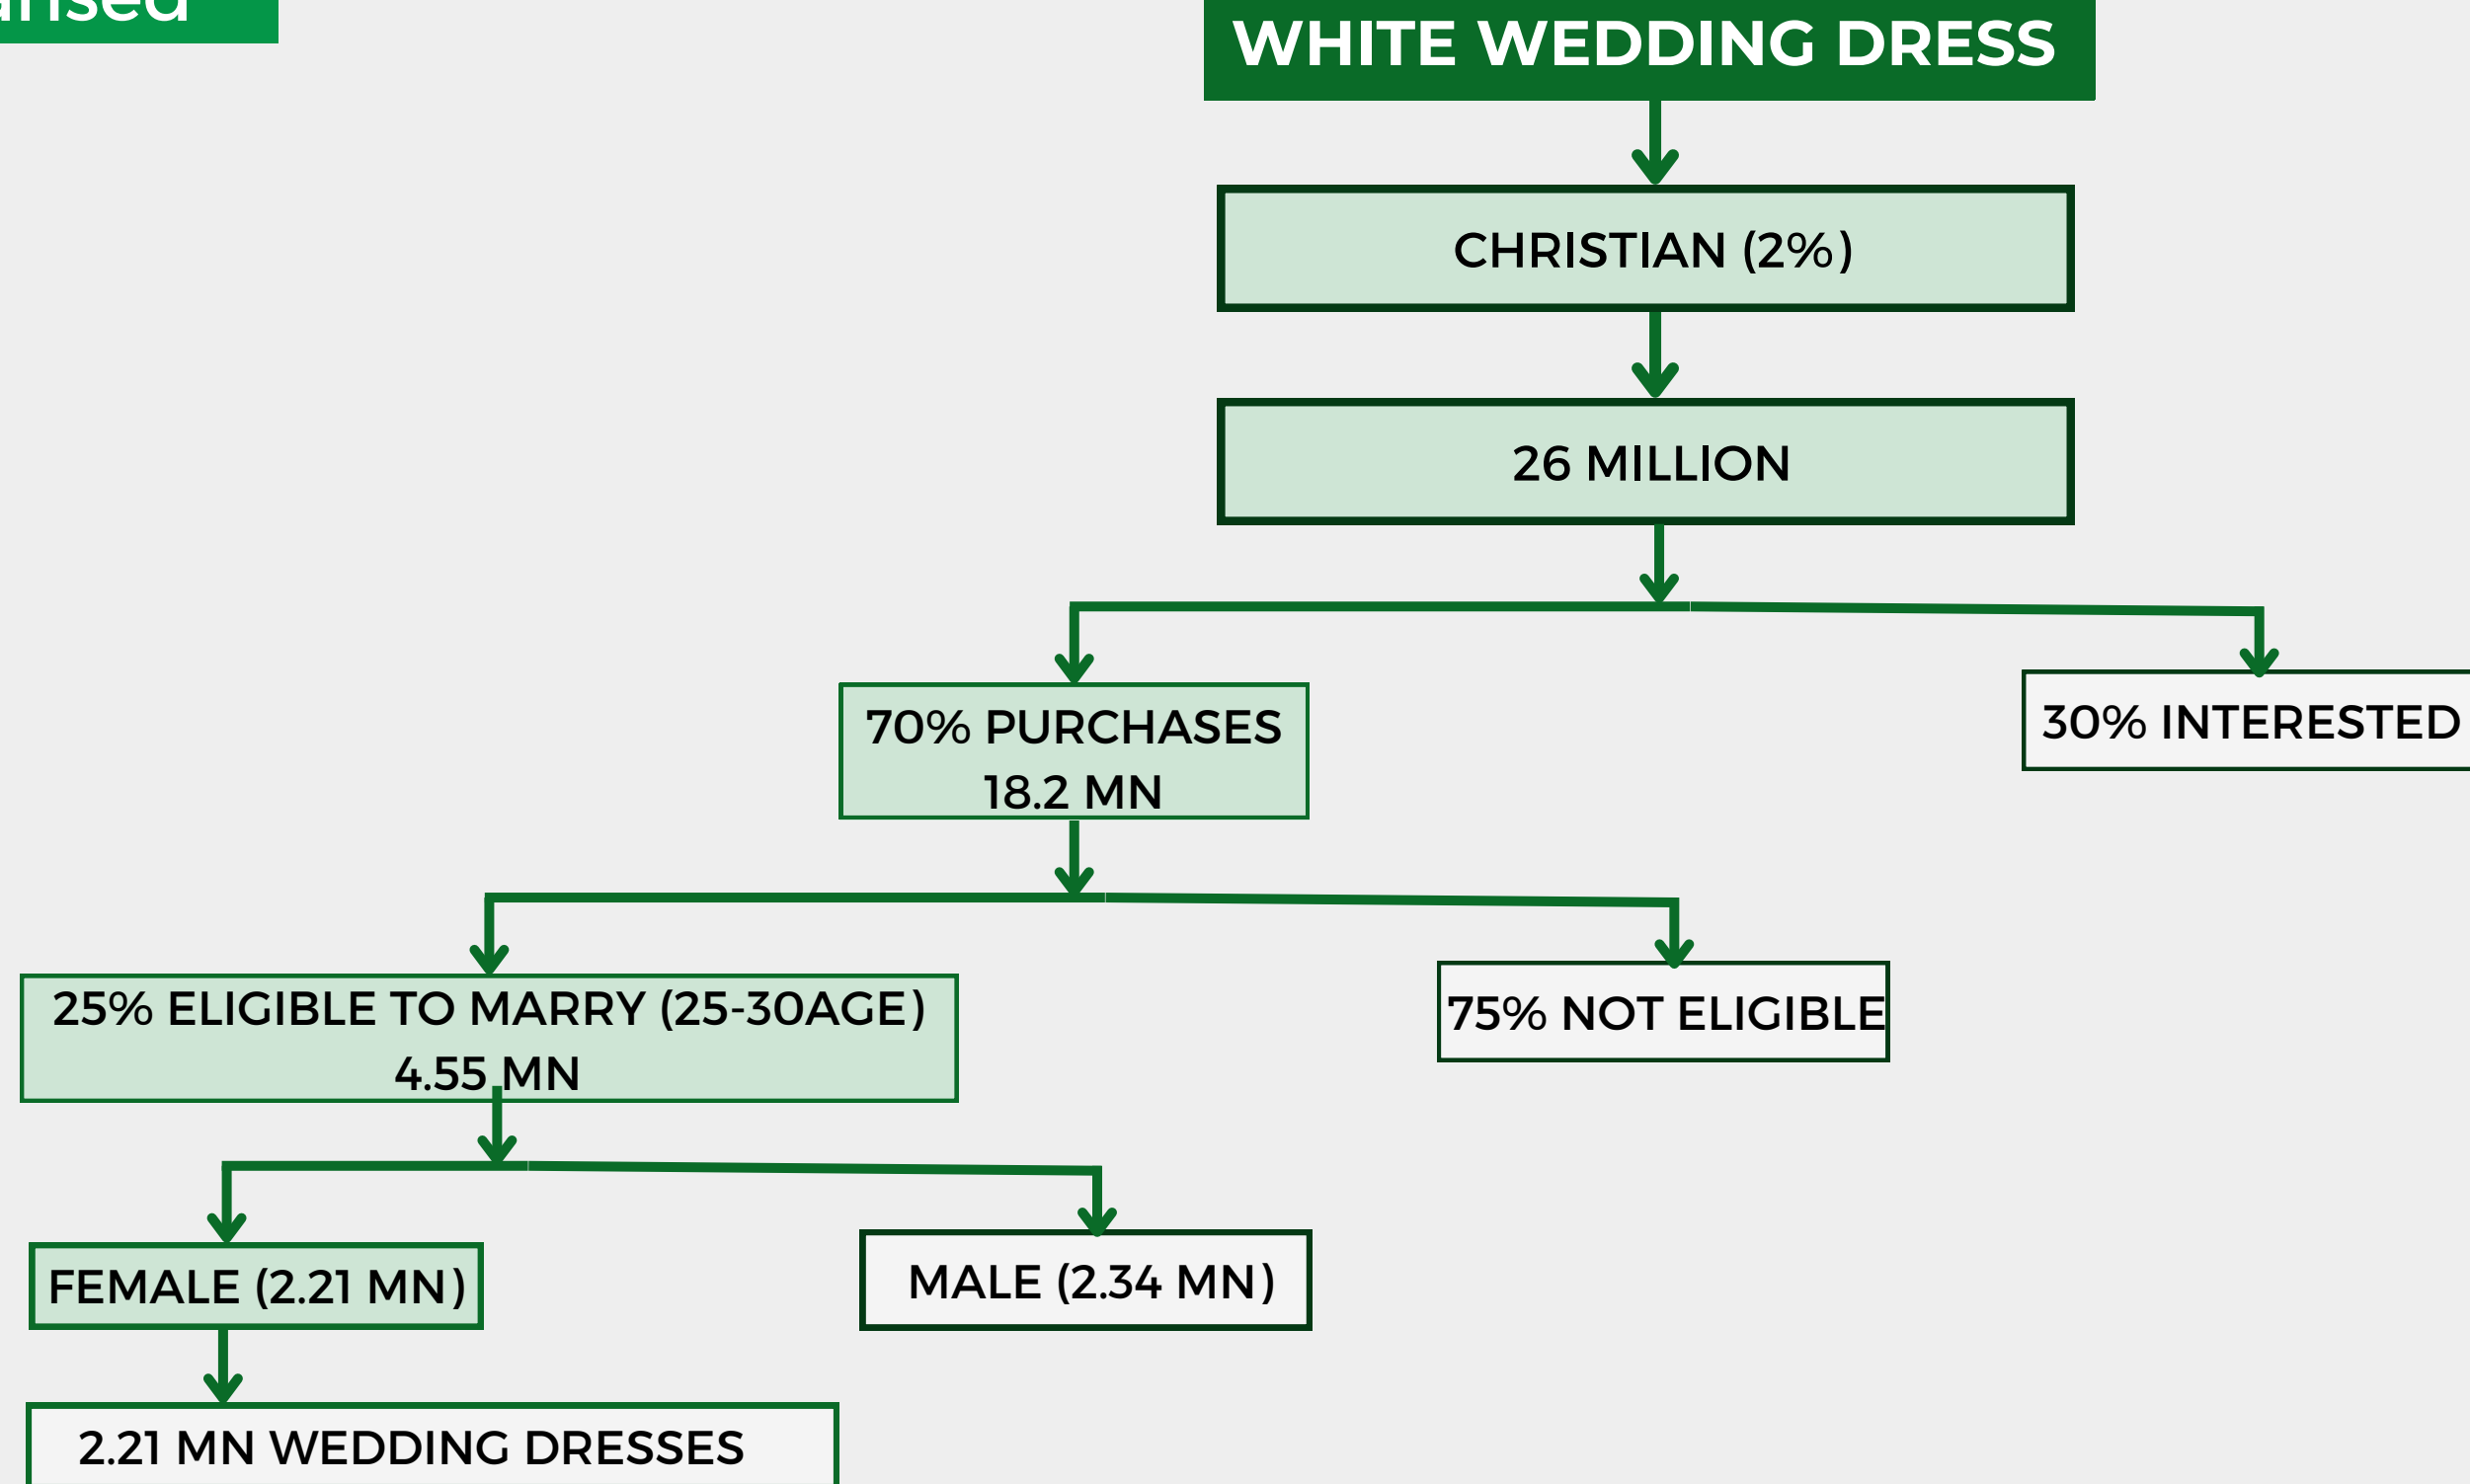 WHITE WEDDING DRESS
CHRISTIAN (2%)
26 MILLION
70% PURCHASES
18.2 MN
30% INTERESTED
25% ELIGIBLE TO MARRY (25-30AGE)
4.55 MN
75% NOT ELIGIBLE
FEMALE (2.21 MN)
MALE (2.34 MN)
2.21 MN WEDDING DRESSES